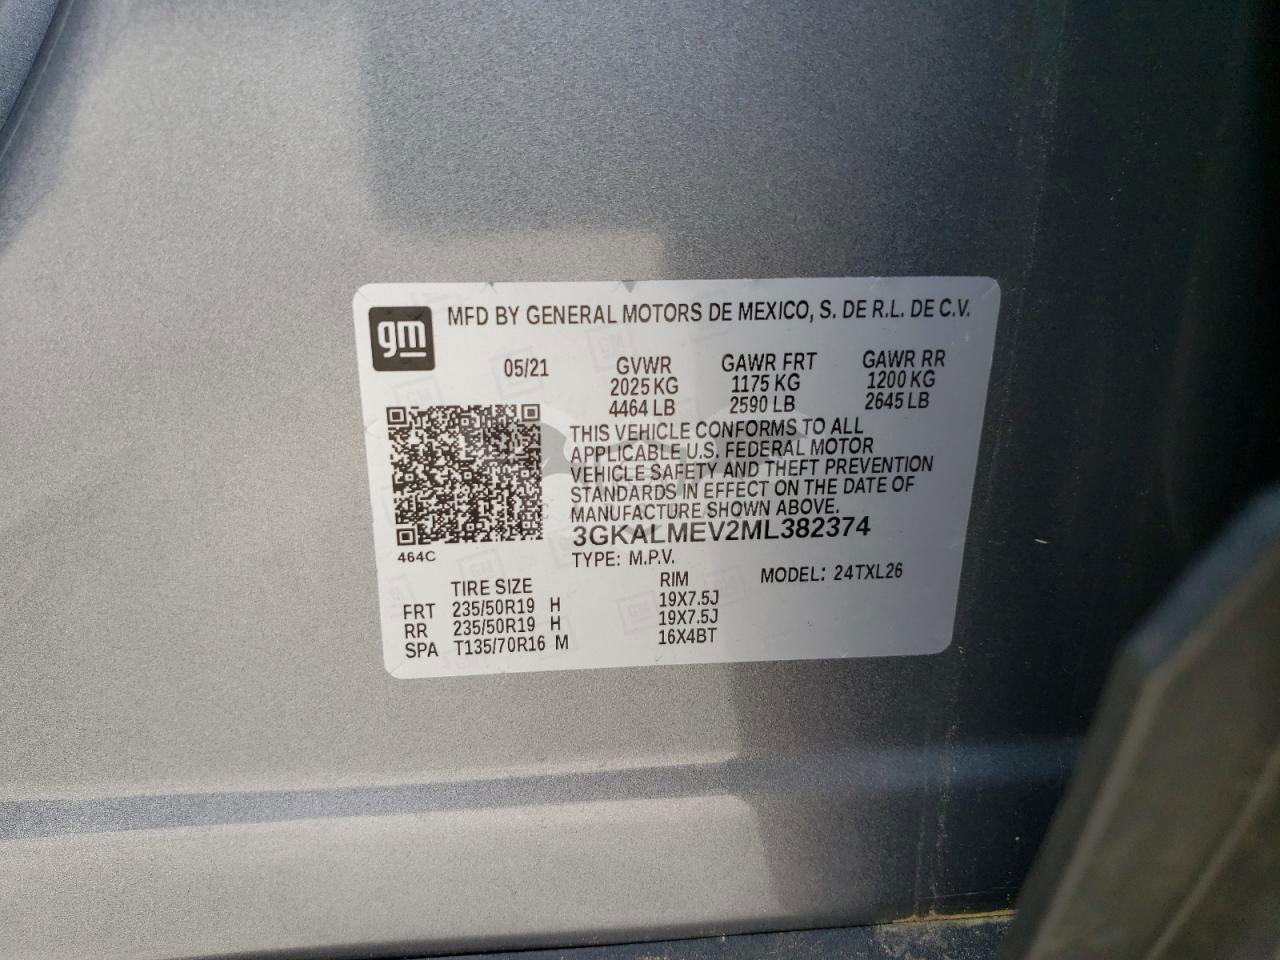 gm
MFD BY GENERAL MOTORS DE MEXICO, S. DE R.L. DE C.V.
05/21 GVWR GAWR FRT GAWR RR
2025 KG 1175 KG 1200 KG
4464 LB 2590 LB 2645 LB
THIS VEHICLE CONFORMS TO ALL
APPLICABLE U.S. FEDERAL MOTOR
VEHICLE SAFETY AND THEFT PREVENTION
STANDARDS IN EFFECT ON THE DATE OF
MANUFACTURE SHOWN ABOVE.
3GKALMEV2ML382374
464C
TYPE: M.P.V.
MODEL: 24TXL26
TIRE SIZE RIM
FRT 235/50R19 H 19X7.5J
RR 235/50R19 H 19X7.5J
SPA T135/70R16 M 16X4BT